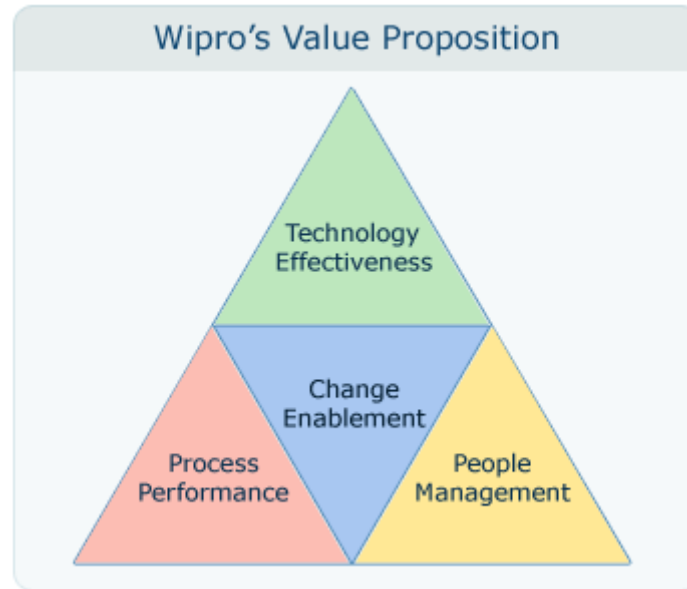 Wipro’s Value Proposition
Technology
Effectiveness
Change
Enablement
Process
Performance
People
Management